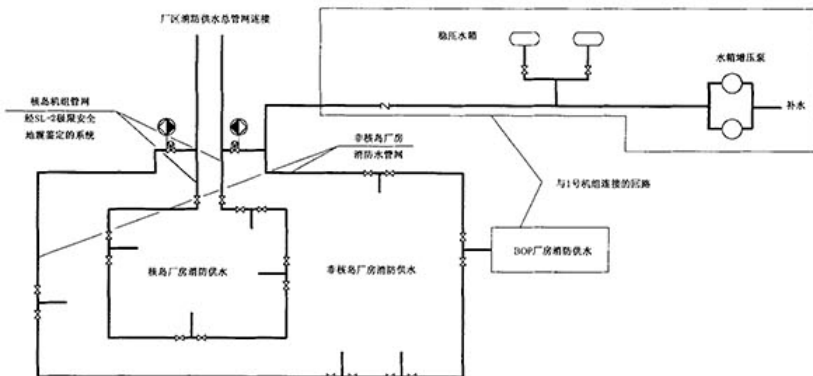 厂区消防供水总管网连接
稳压水箱
水箱增压泵
补水
核岛机组管网
经SL-2极限安全
地震鉴定的系统
非核岛厂房
消防水管网
与1号机组连接的回路
BOP厂房消防供水
核岛厂房消防供水
非核岛厂房消防供水